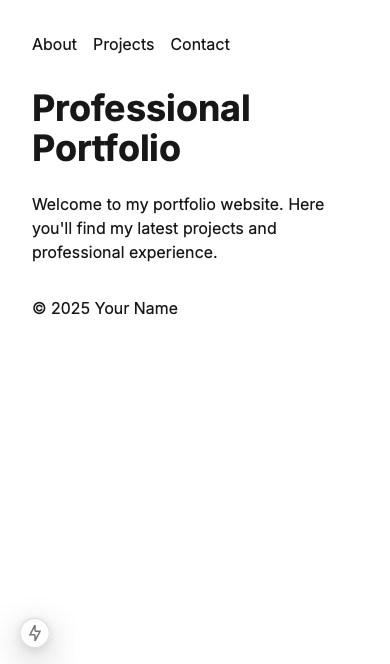 About Projects Contact
Professional
Portfolio
Welcome to my portfolio website. Here
you'll find my latest projects and
professional experience.
© 2025 Your Name